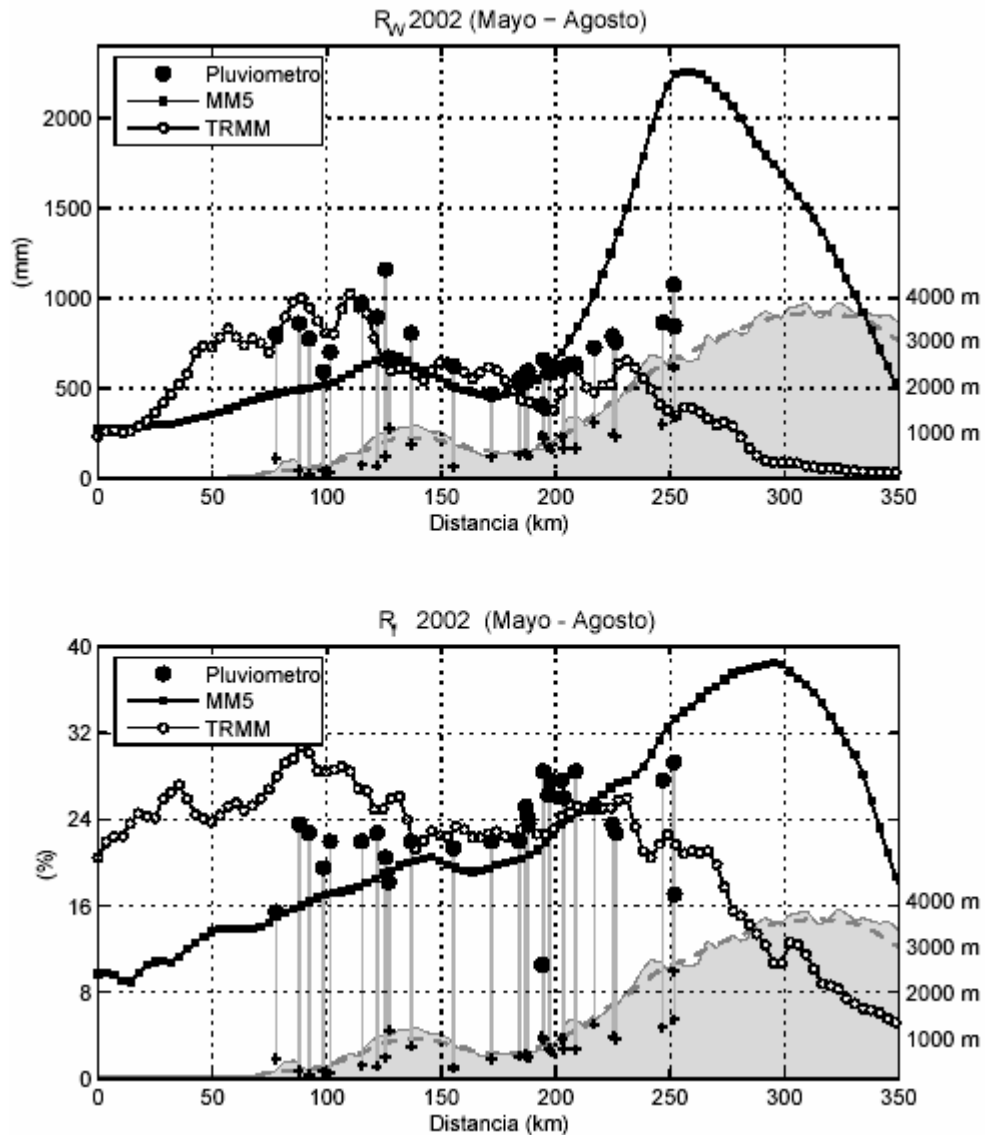 R_W 2002 (Mayo – Agosto)
Pluviometro
MM5
TRMM
(mm)
2000
1500
1000
500
0
4000 m
3000 m
2000 m
1000 m
0 50 100 150 200 250 300 350
Distancia (km)
R_f 2002 (Mayo - Agosto)
Pluviometro
MM5
TRMM
(%)
40
32
24
16
8
0
4000 m
3000 m
2000 m
1000 m
0 50 100 150 200 250 300 350
Distancia (km)